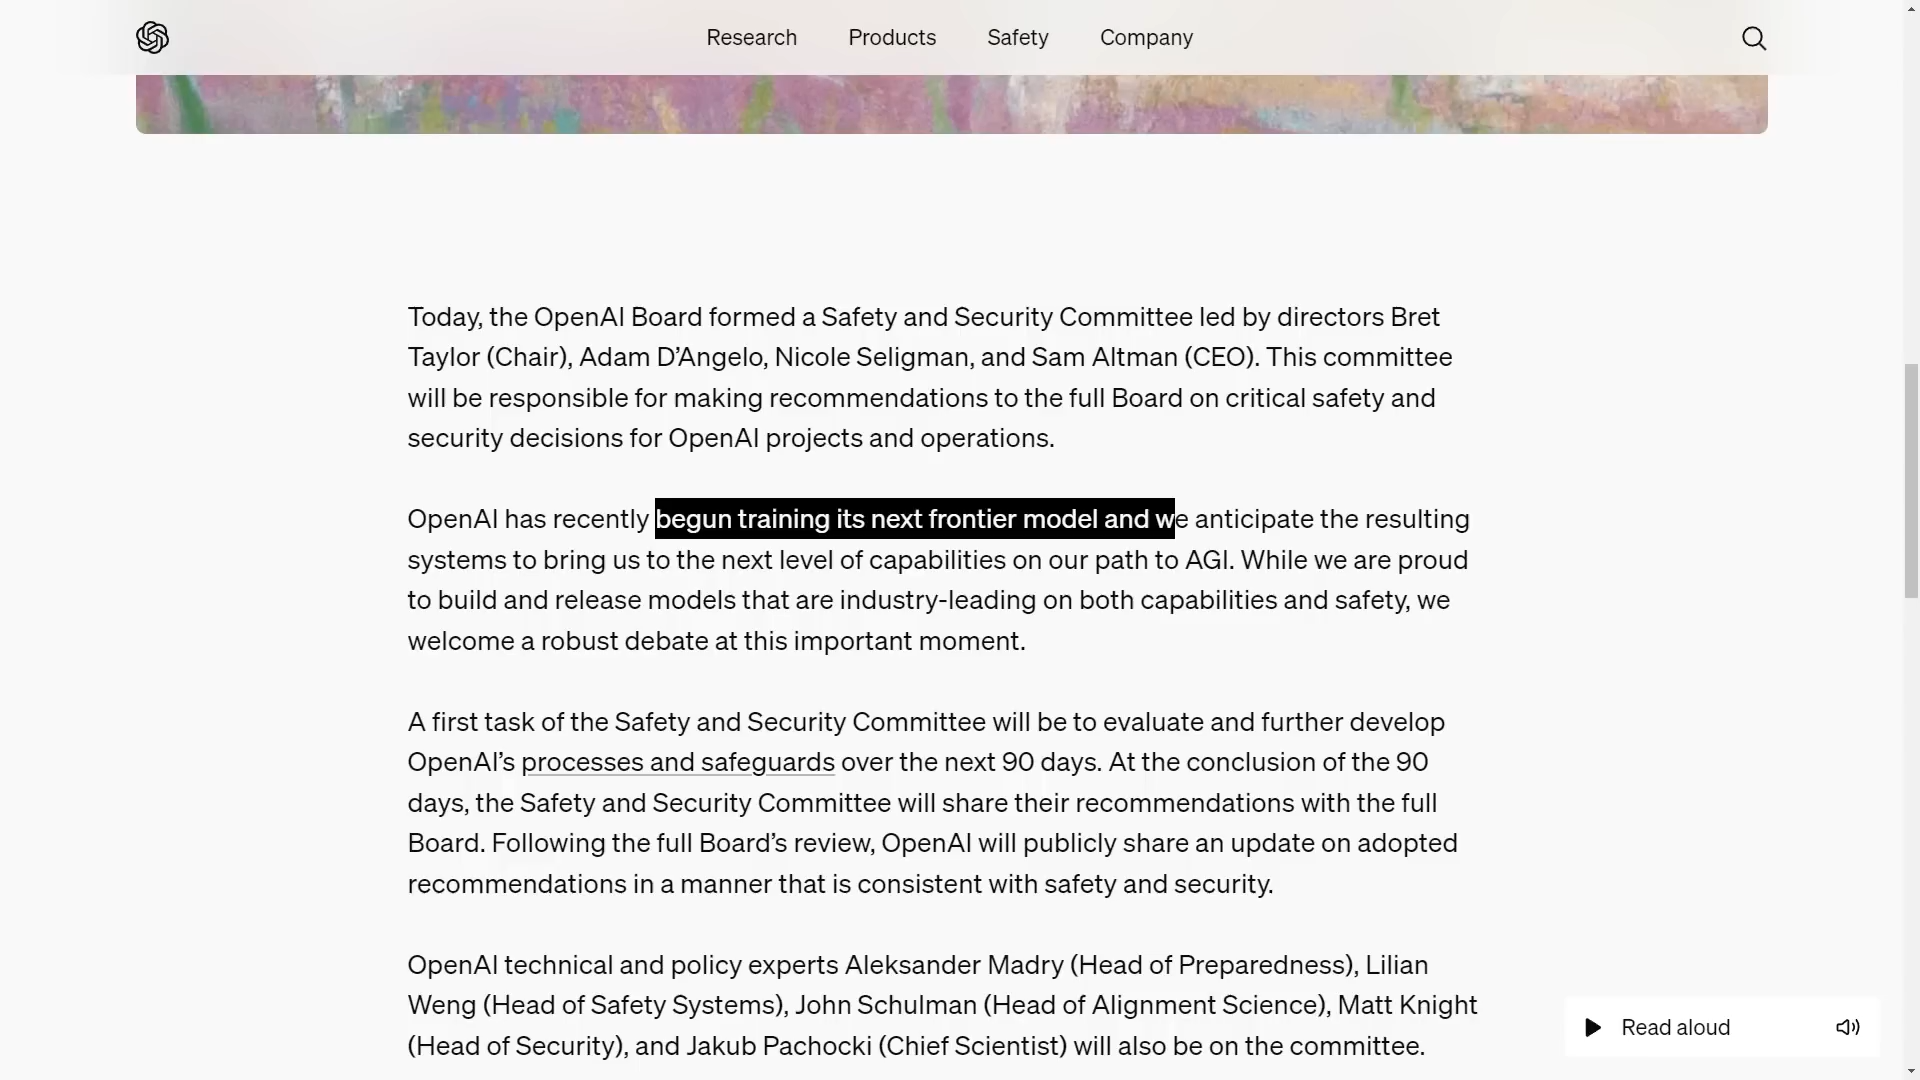 Research Products Safety Company
Today, the OpenAI Board formed a Safety and Security Committee led by directors Bret
Taylor (Chair), Adam D’Angelo, Nicole Seligman, and Sam Altman (CEO). This committee
will be responsible for making recommendations to the full Board on critical safety and
security decisions for OpenAI projects and operations.
OpenAI has recently begun training its next frontier model and we anticipate the resulting
systems to bring us to the next level of capabilities on our path to AGI. While we are proud
to build and release models that are industry-leading on both capabilities and safety, we
welcome a robust debate at this important moment.
A first task of the Safety and Security Committee will be to evaluate and further develop
OpenAI’s processes and safeguards over the next 90 days. At the conclusion of the 90
days, the Safety and Security Committee will share their recommendations with the full
Board. Following the full Board’s review, OpenAI will publicly share an update on adopted
recommendations in a manner that is consistent with safety and security.
OpenAI technical and policy experts Aleksander Madry (Head of Preparedness), Lilian
Weng (Head of Safety Systems), John Schulman (Head of Alignment Science), Matt Knight
(Head of Security), and Jakub Pachocki (Chief Scientist) will also be on the committee.
Read aloud